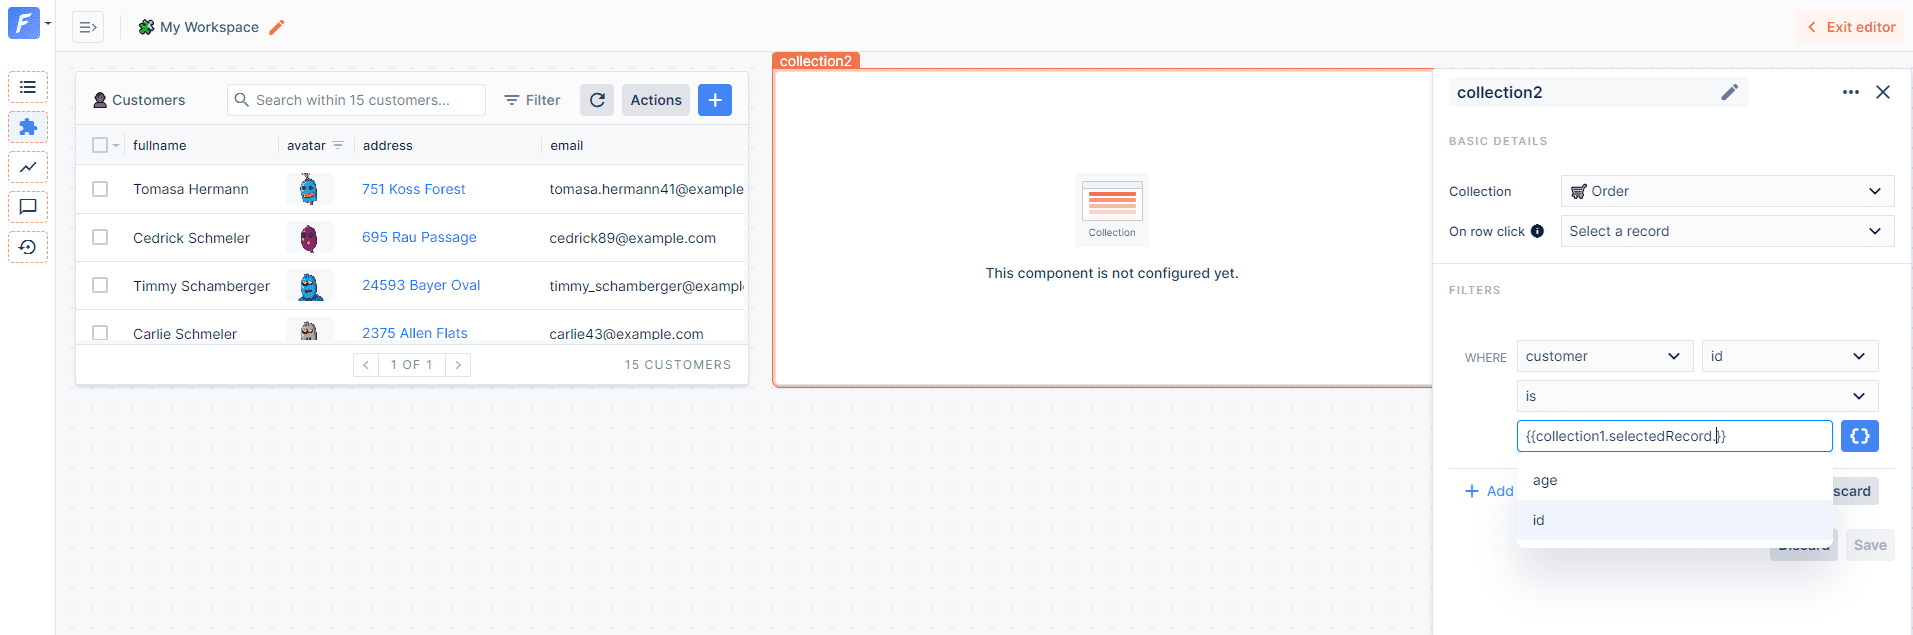 My Workspace
Exit editor
Customers
Search within 15 customers...
Filter
Actions
+
fullname
avatar
address
email
Tomasa Hermann
751 Koss Forest
tomasa.hermann41@example
Cedrick Schmeler
695 Rau Passage
cedrick89@example.com
Timmy Schamberger
24593 Bayer Oval
timmy_schamberger@exampl
Carlie Schmeler
2375 Allen Flats
carlie43@example.com
1 OF 1
15 CUSTOMERS
collection2
Collection
This component is not configured yet.
collection2
BASIC DETAILS
Collection
Order
On row click
Select a record
FILTERS
WHERE
customer
id
is
{{collection1.selectedRecord.}}
{}
age
id
+ Add
scard
Discard
Save